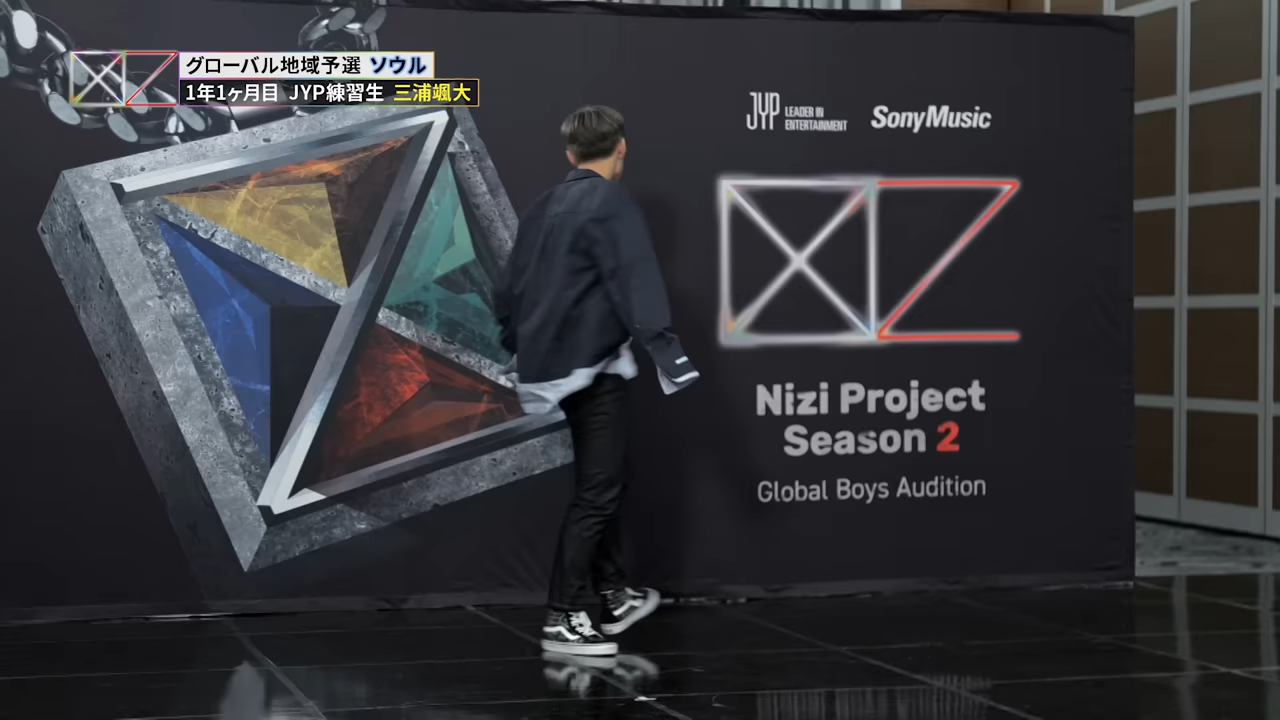 グローバル地域予選 ソウル
1年1ヶ月目 JYP練習生 三浦颯大
JYP LEADER IN
ENTERTAINMENT
SonyMusic
Nizi Project
Season 2
Global Boys Audition